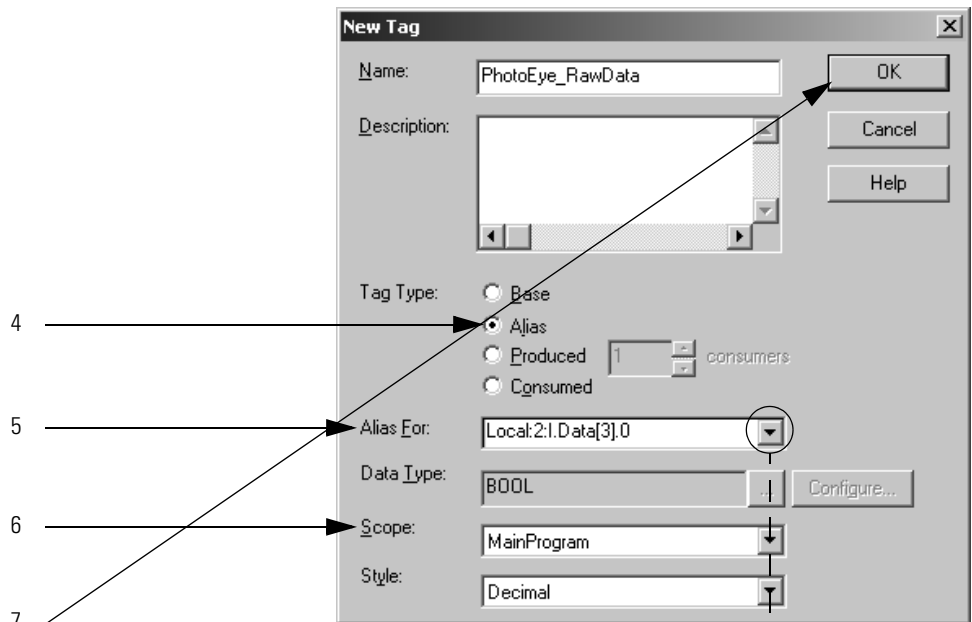 New Tag
Name: PhotoEye_RawData OK
Description: Cancel
Help
Tag Type: Base
4 Alias
Produced 1 consumers
Consumed
5 Alias For: Local:2:I.Data[3].0
Data Type: BOOL ... Configure...
6 Scope: MainProgram
Style: Decimal
7